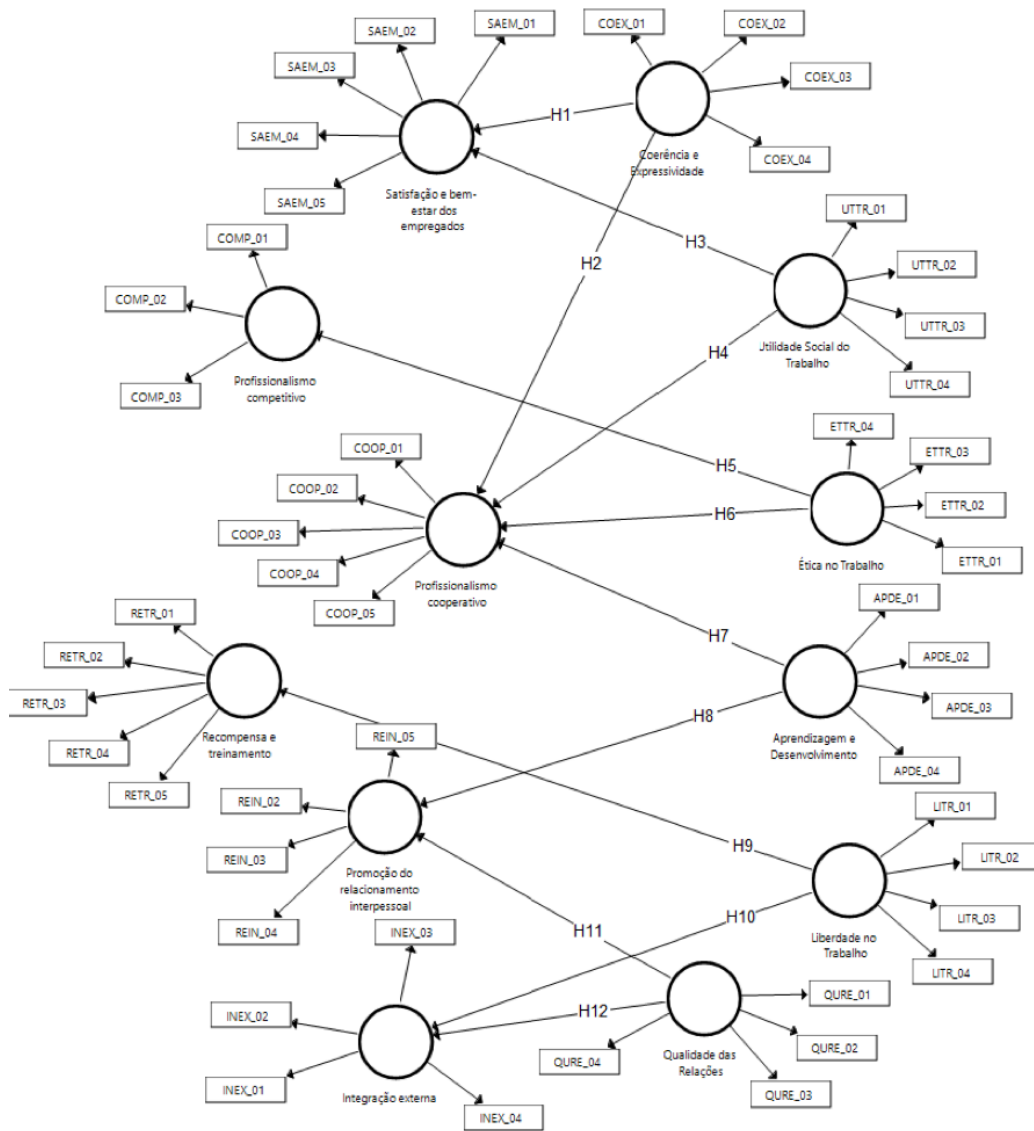 SAEM_01
COEX_01
COEX_02
SAEM_02
SAEM_03
COEX_03
H1
SAEM_04
COEX_04
Coerência e
Expressividade
SAEM_05
Satisfação e bem-
estar dos
empregados
UTTR_01
COMP_01
H3
H2
UTTR_02
COMP_02
UTTR_03
Utilidade Social do
Trabalho
H4
Profissionalismo
competitivo
UTTR_04
COMP_03
ETTR_04
COOP_01
ETTR_03
H5
COOP_02
ETTR_02
H6
COOP_03
ETTR_01
Ética no Trabalho
COOP_04
Profissionalismo
cooperativo
COOP_05
APDE_01
RETR_01
H7
RETR_02
APDE_02
RETR_03
APDE_03
H8
REIN_05
Recompensa e
treinamento
Aprendizagem e
Desenvolvimento
RETR_04
APDE_04
RETR_05
REIN_02
LITR_01
H9
REIN_03
LITR_02
Promoção do
relacionamento
interpessoal
H10
LITR_03
REIN_04
H11
INEX_03
Liberdade no
Trabalho
LITR_04
QURE_01
INEX_02
H12
QURE_02
QURE_04
Qualidade das
Relações
INEX_01
Integração externa
QURE_03
INEX_04